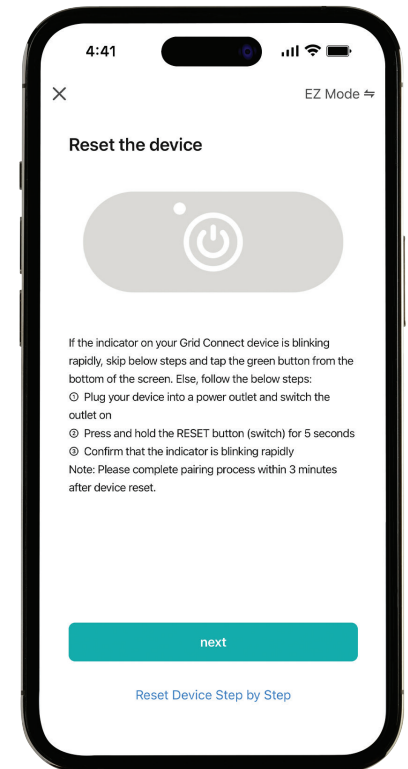 4:41
EZ Mode ⇋
Reset the device
If the indicator on your Grid Connect device is blinking
rapidly, skip below steps and tap the green button from the
bottom of the screen. Else, follow the below steps:
① Plug your device into a power outlet and switch the
outlet on
② Press and hold the RESET button (switch) for 5 seconds
③ Confirm that the indicator is blinking rapidly
Note: Please complete pairing process within 3 minutes
after device reset.
next
Reset Device Step by Step